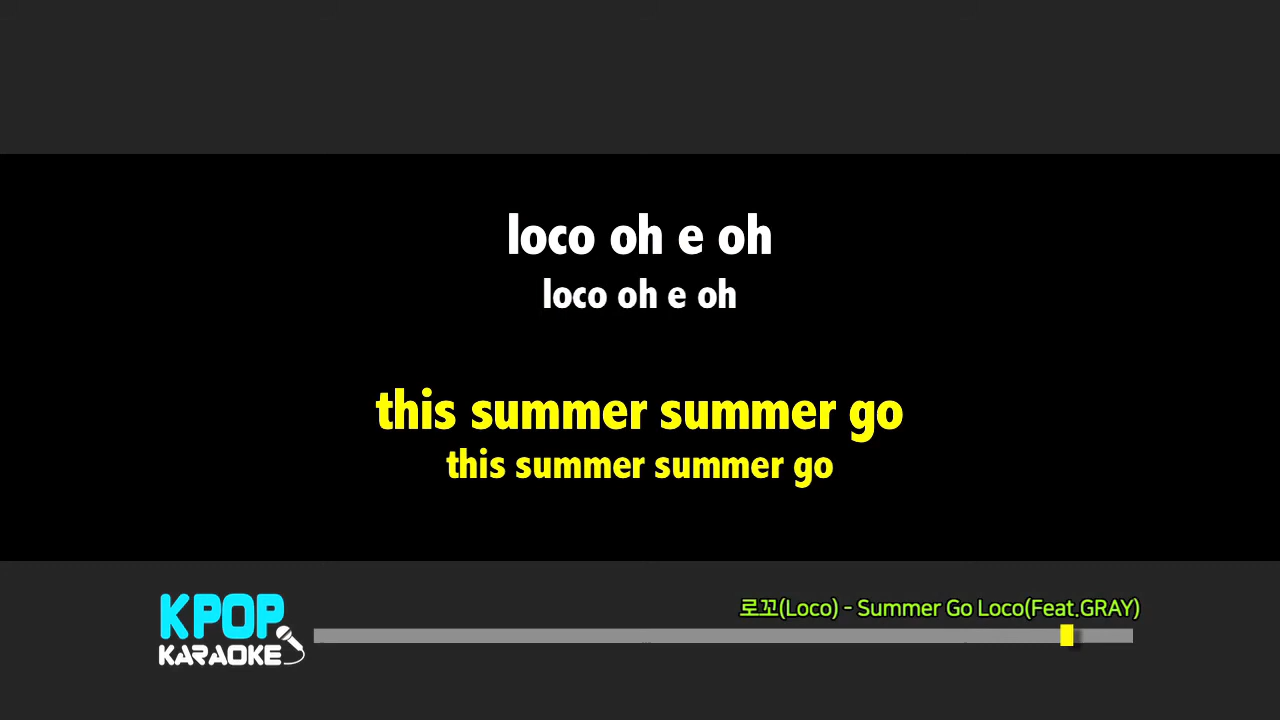 loco oh e oh
loco oh e oh
this summer summer go
this summer summer go
로꼬(Loco) - Summer Go Loco(Feat.GRAY)
KPOP
KARAOKE